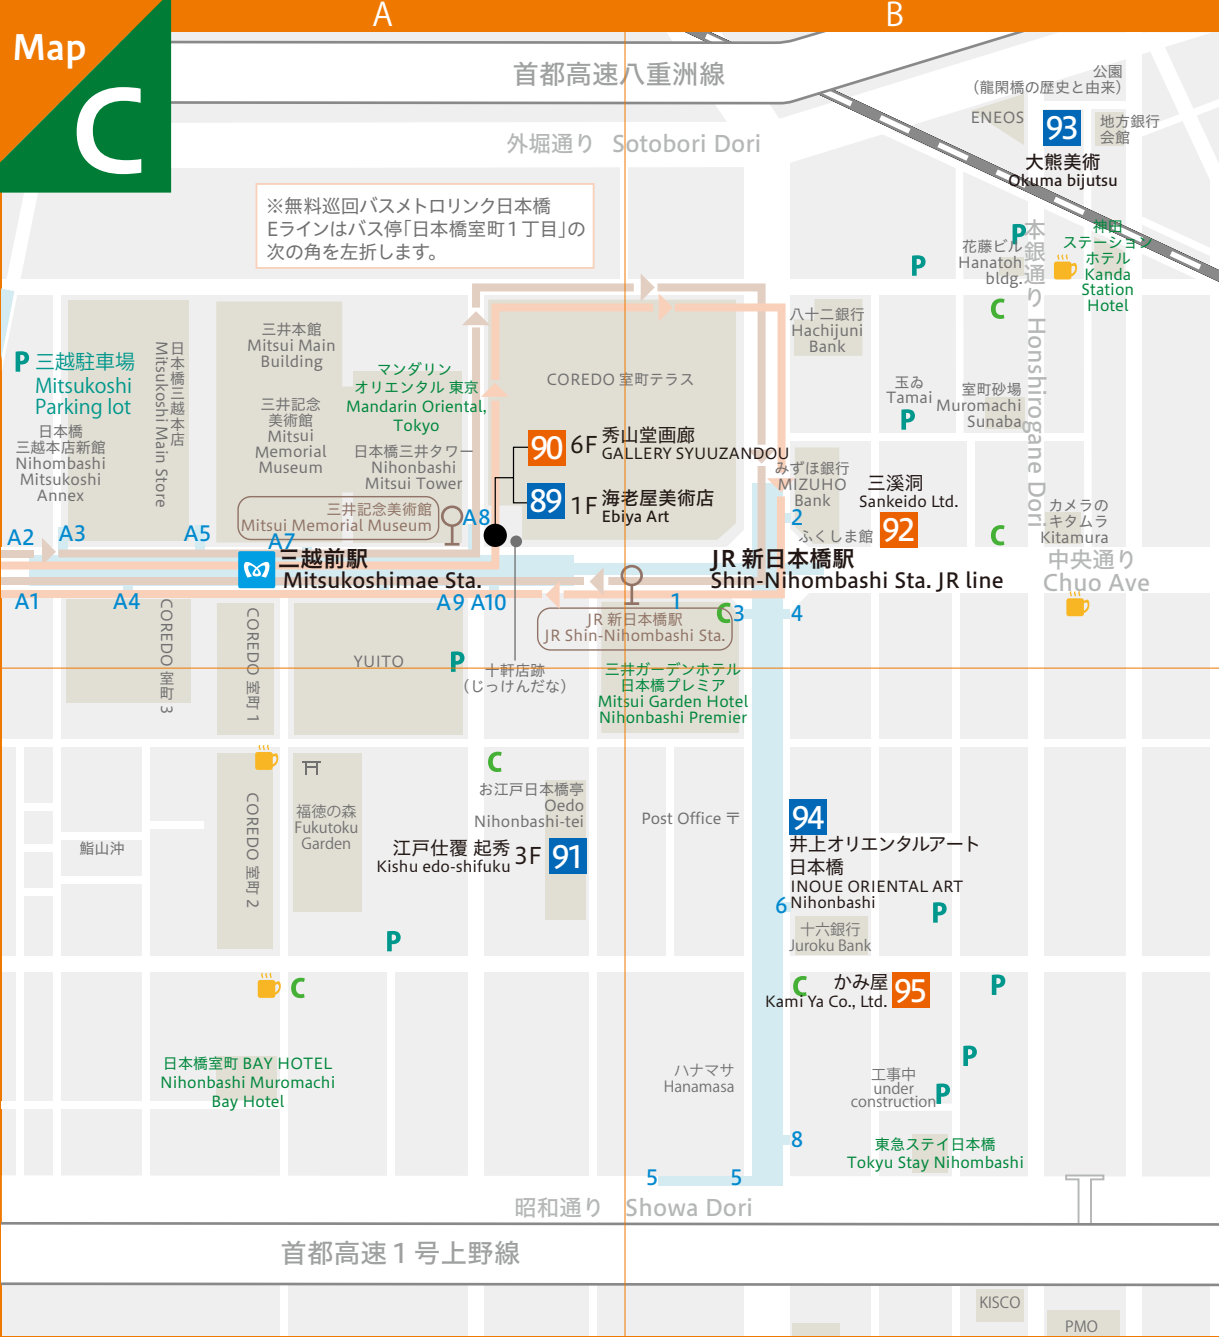 A
B
Map
C
首都高速八重洲線
公園
（龍閑橋の歴史と由来）
ENEOS
93
地方銀行
会館
外堀通り Sotobori Dori
大熊美術
Okuma bijutsu
※無料巡回バスメトロリンク日本橋
Eラインはバス停「日本橋室町１丁目」の
次の角を左折します。
P
P
花藤ビル
Hanatoh
bldg.
本銀通り Honshirogane Dori
神田
ステーション
ホテル
Kanda
Station
Hotel
C
三井本館
Mitsui Main
Building
八十二銀行
Hachijuni
Bank
P 三越駐車場
Mitsukoshi
Parking lot
日本橋三越本店
Mitsukoshi Main Store
マンダリン
オリエンタル 東京
Mandarin Oriental,
Tokyo
COREDO 室町テラス
玉ゐ
Tamai
P
室町砂場
Muromachi
Sunaba
三井記念
美術館
Mitsui
Memorial
Museum
日本橋
三越本店新館
Nihombashi
Mitsukoshi
Annex
日本橋三井タワー
Nihonbashi
Mitsui Tower
90 6F 秀山堂画廊
GALLERY SYUUZANDOU
89 1F 海老屋美術店
Ebiya Art
みずほ銀行
MIZUHO
Bank
三溪洞
Sankeido Ltd.
92
三井記念美術館
Mitsui Memorial Museum
A8
2
ふくしま館
C
カメラの
キタムラ
Kitamura
A2
A3
A5
A7
三越前駅
Mitsukoshimae Sta.
JR 新日本橋駅
Shin-Nihombashi Sta. JR line
中央通り
Chuo Ave
A1
A4
A9
A10
1
C
3
4
JR 新日本橋駅
JR Shin-Nihombashi Sta.
COREDO 室町 3
COREDO 室町 1
YUITO
P
十軒店跡
（じっけんだな）
三井ガーデンホテル
日本橋プレミア
Mitsui Garden Hotel
Nihonbashi Premier
C
お江戸日本橋亭
Oedo
Nihonbashi-tei
COREDO 室町 2
福徳の森
Fukutoku
Garden
Post Office 〒
94
井上オリエンタルアート
日本橋
INOUE ORIENTAL ART
Nihonbashi
鮨山沖
江戸仕覆 起秀
Kishu edo-shifuku
3F
91
6
P
P
十六銀行
Juroku Bank
C
C
かみ屋
Kami Ya Co., Ltd.
95
P
日本橋室町 BAY HOTEL
Nihonbashi Muromachi
Bay Hotel
ハナマサ
Hanamasa
P
工事中
under
construction
P
8
東急ステイ日本橋
Tokyu Stay Nihombashi
5
5
昭和通り Showa Dori
首都高速１号上野線
KISCO
PMO